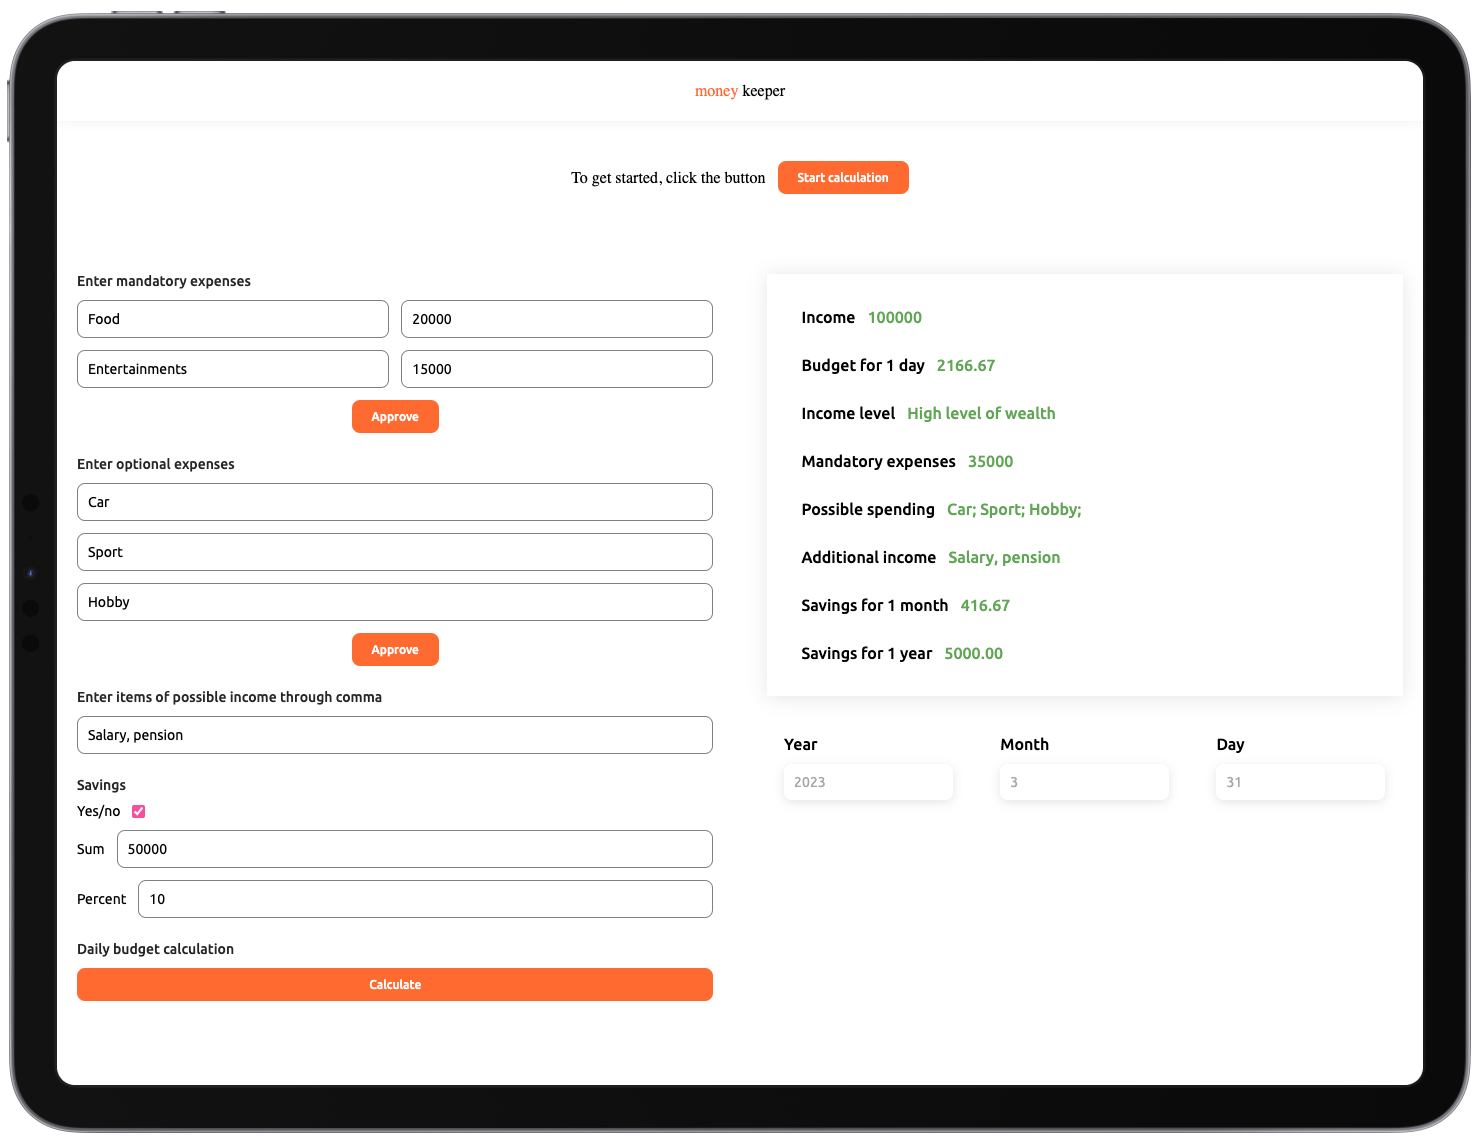 money keeper
To get started, click the button Start calculation
Enter mandatory expenses
Food 20000
Entertainments 15000
Approve
Enter optional expenses
Car
Sport
Hobby
Approve
Enter items of possible income through comma
Salary, pension
Savings
Yes/no
Sum 50000
Percent 10
Daily budget calculation
Calculate
Income 100000
Budget for 1 day 2166.67
Income level High level of wealth
Mandatory expenses 35000
Possible spending Car; Sport; Hobby;
Additional income Salary, pension
Savings for 1 month 416.67
Savings for 1 year 5000.00
Year Month Day
2023 3 31